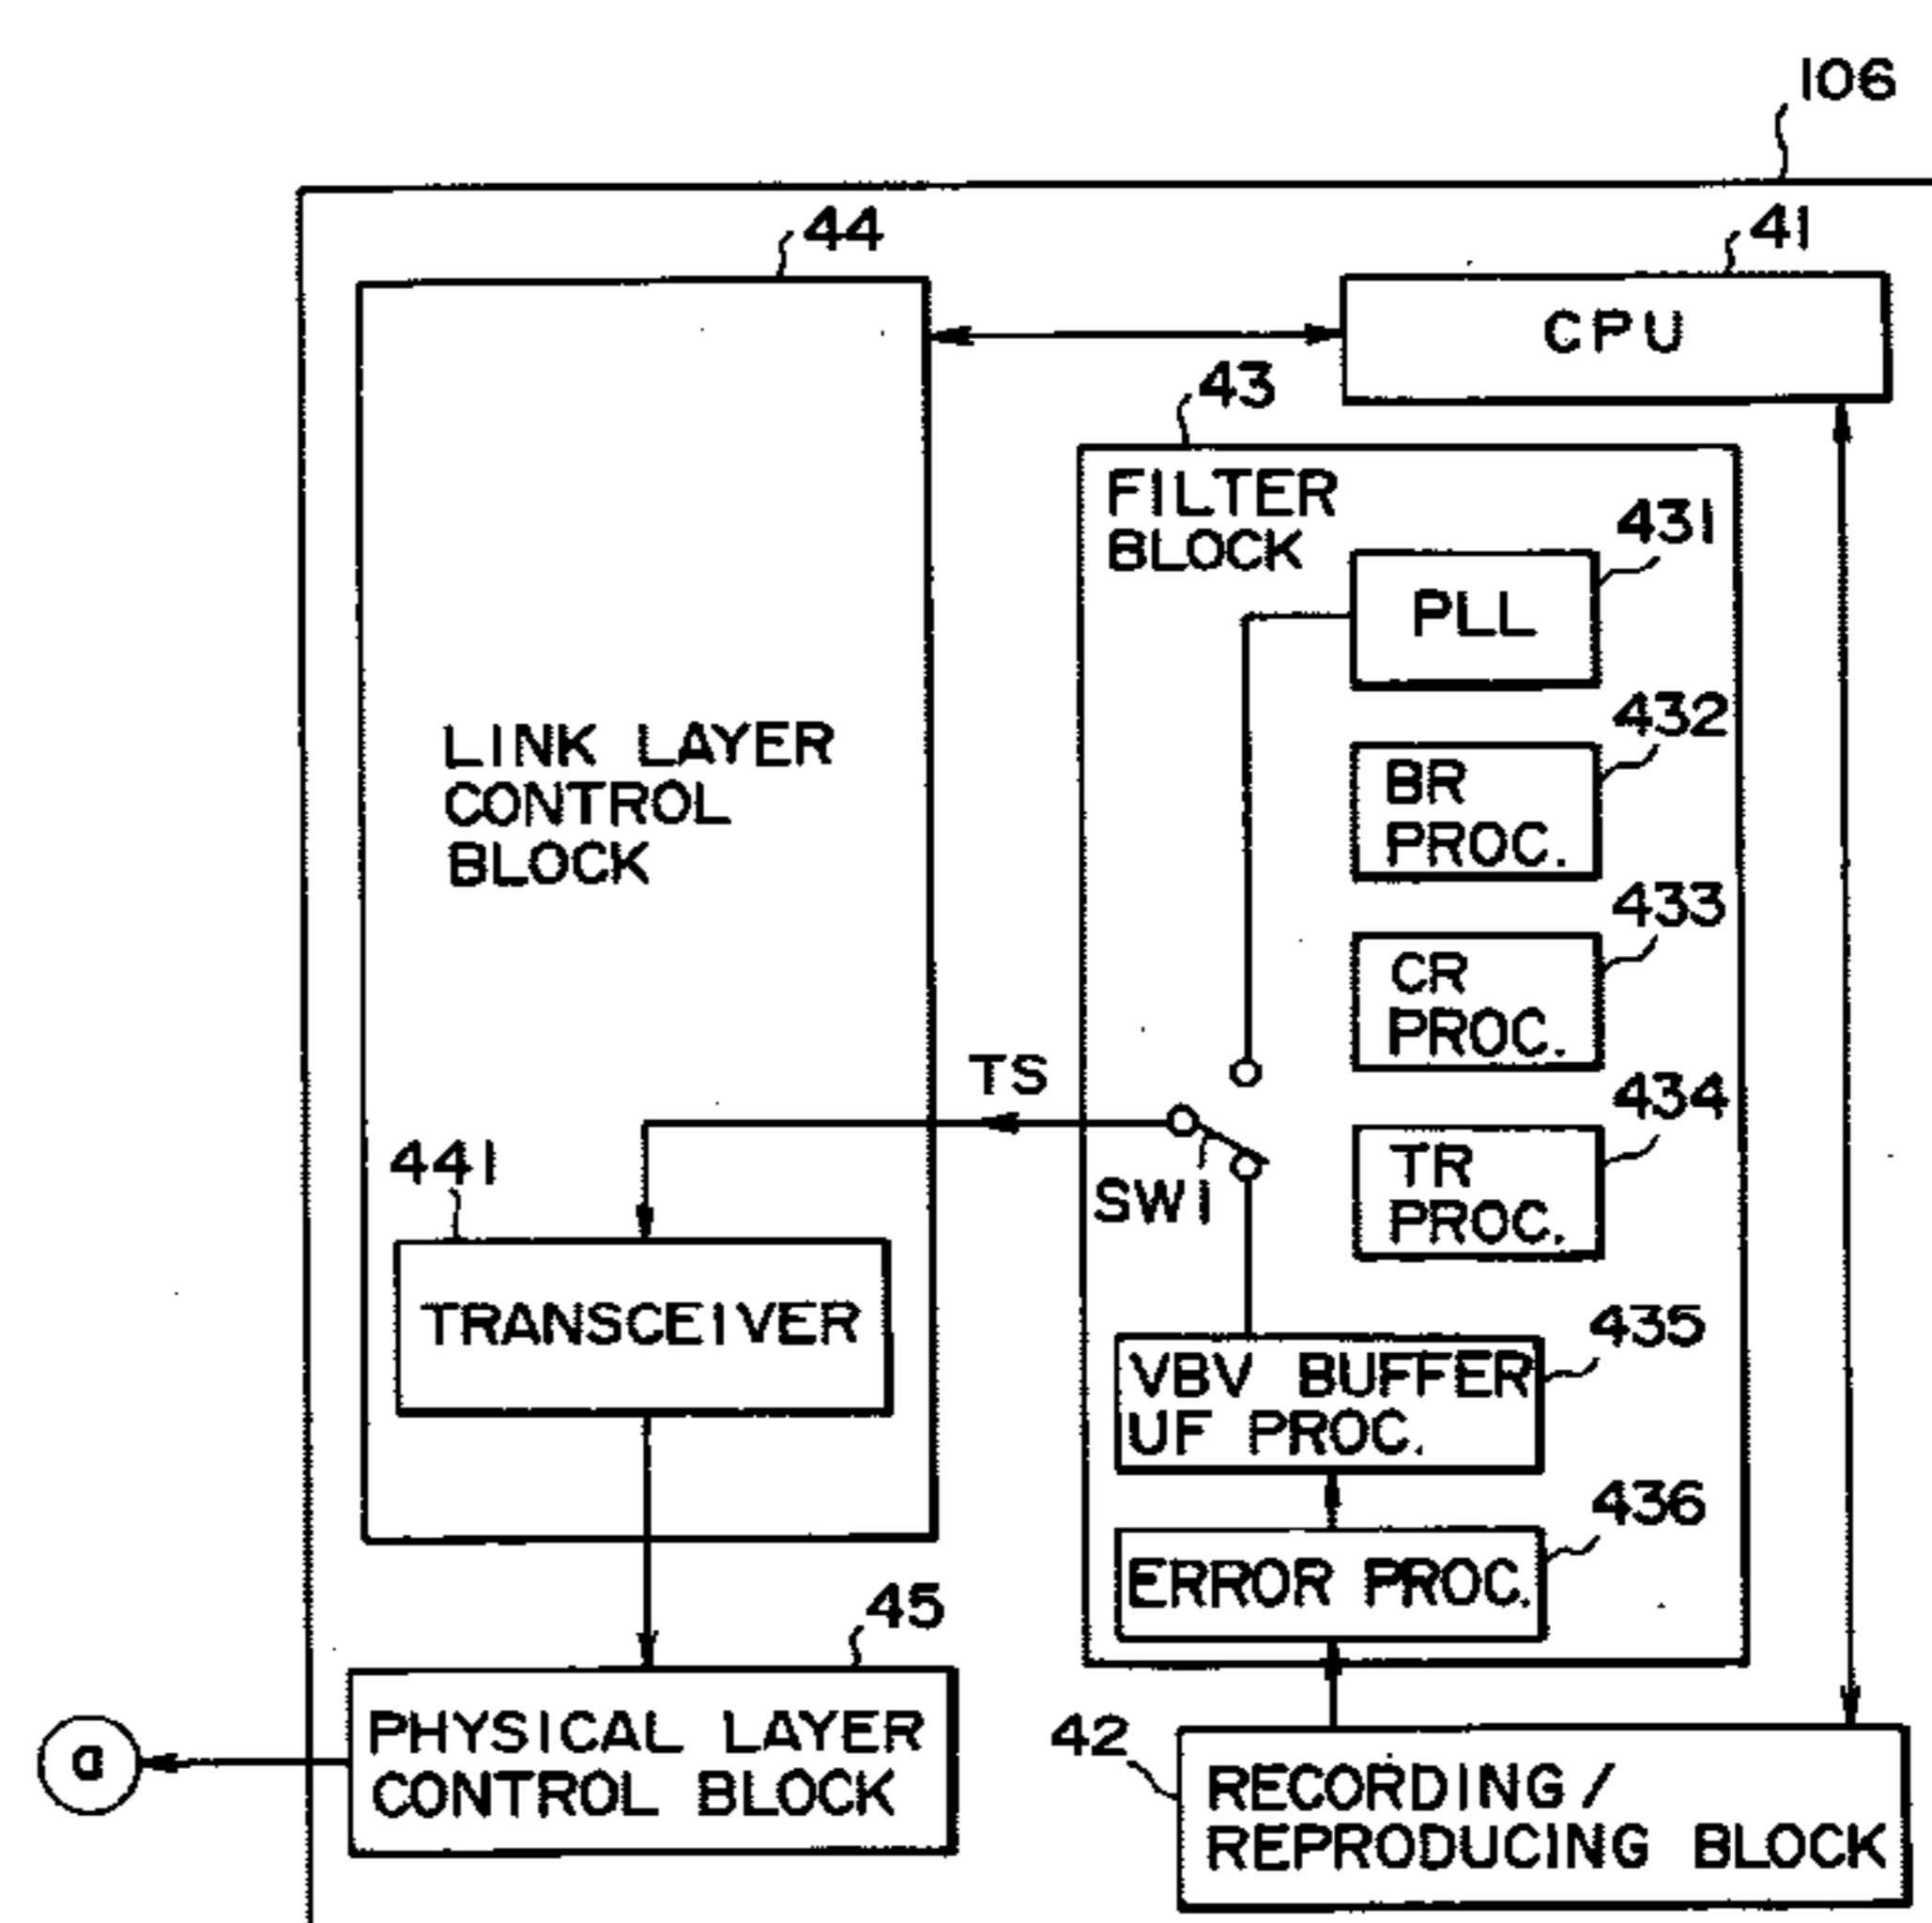 106
44
41
CPU
43
FILTER
BLOCK
431
PLL
432
BR
PROC.
LINK LAYER
CONTROL
BLOCK
433
CR
PROC.
TS
434
TR
PROC.
SW1
441
TRANSCEIVER
435
VBV BUFFER
UF PROC.
436
ERROR PROC.
45
PHYSICAL LAYER
CONTROL BLOCK
a
42
RECORDING/
REPRODUCING BLOCK